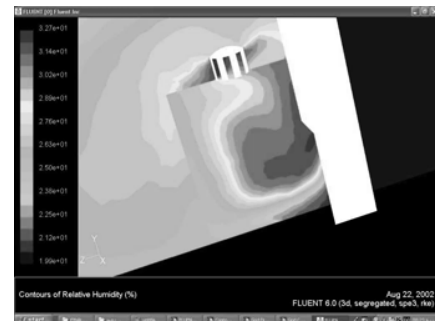 FLUENT [0] Fluent Inc
3.27e+01
3.14e+01
3.02e+01
2.89e+01
2.76e+01
2.63e+01
2.50e+01
2.38e+01
2.25e+01
2.12e+01
1.99e+01
Y
Z X
Contours of Relative Humidity (%)
Aug 22, 2002
FLUENT 6.0 (3d, segregated, spe3, rke)